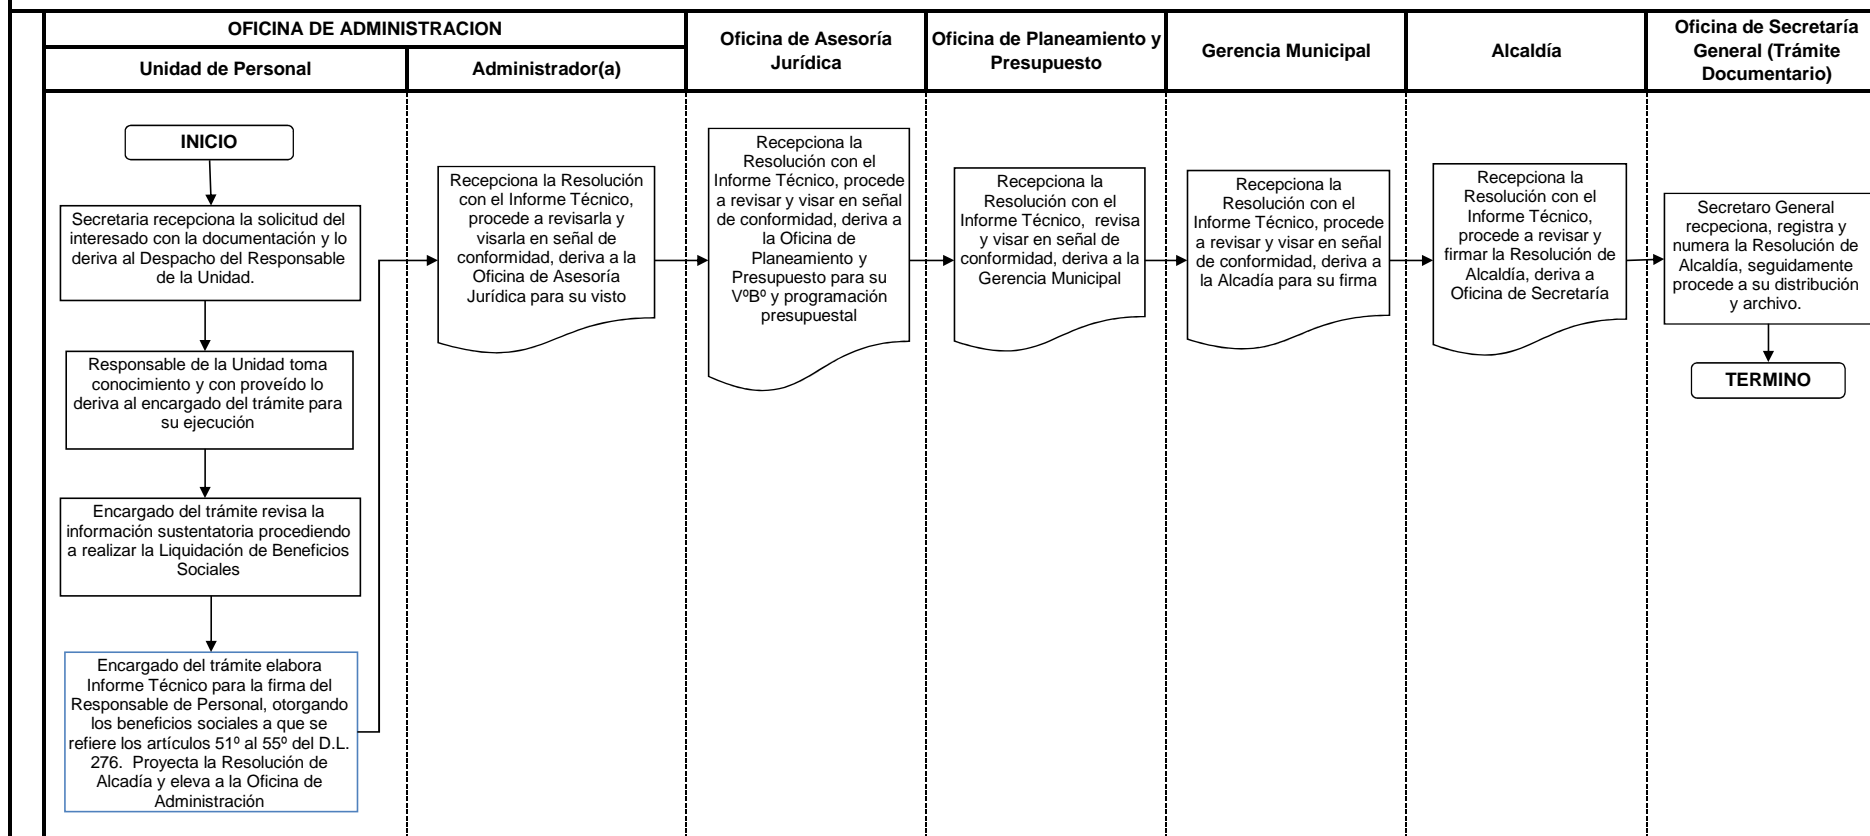 OFICINA DE ADMINISTRACION
Unidad de Personal
Administrador(a)
Oficina de Asesoría
Jurídica
Oficina de Planeamiento y
Presupuesto
Gerencia Municipal
Alcaldía
Oficina de Secretaría
General (Trámite
Documentario)
INICIO
Secretaria recepciona la solicitud del
interesado con la documentación y lo
deriva al Despacho del Responsable
de la Unidad.
Responsable de la Unidad toma
conocimiento y con proveído lo
deriva al encargado del trámite para
su ejecución
Encargado del trámite revisa la
información sustentatoria procediendo
a realizar la Liquidación de Beneficios
Sociales
Encargado del trámite elabora
Informe Técnico para la firma del
Responsable de Personal, otorgando
los beneficios sociales a que se
refiere los artículos 51º al 55º del D.L.
276.  Proyecta la Resolución de
Alcadía y eleva a la Oficina de
Administración
Recepciona la Resolución
con el Informe Técnico,
procede a revisarla y
visarla en señal de
conformidad, deriva a la
Oficina de Asesoría
Jurídica para su visto
Recepciona la
Resolución con el
Informe Técnico, procede
a revisar y visar en señal
de conformidad, deriva a
la Oficina de
Planeamiento y
Presupuesto para su
VºBº y programación
presupuestal
Recepciona la
Resolución con el
Informe Técnico,  revisa
y visar en señal de
conformidad, deriva a la
Gerencia Municipal
Recepciona la
Resolución con el
Informe Técnico, procede
a revisar y visar en señal
de conformidad, deriva a
la Alcadía para su firma
Recepciona la
Resolución con el
Informe Técnico,
procede a revisar y
firmar la Resolución de
Alcaldía, deriva a
Oficina de Secretaría
Secretaro General
recpeciona, registra y
numera la Resolución de
Alcaldía, seguidamente
procede a su distribución
y archivo.
TERMINO